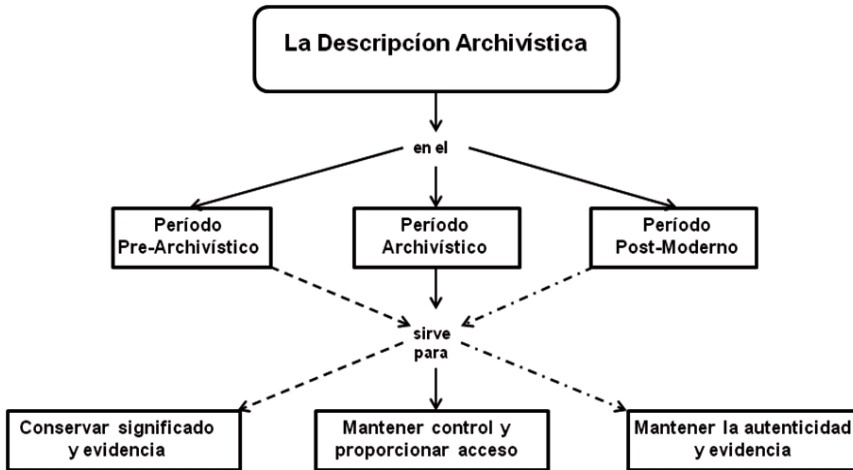 La Descripcíon Archivística
en el
Período
Pre-Archivístico
Período
Archivístico
Período
Post-Moderno
sirve
para
Conservar significado
y evidencia
Mantener control y
proporcionar acceso
Mantener la autenticidad
y evidencia